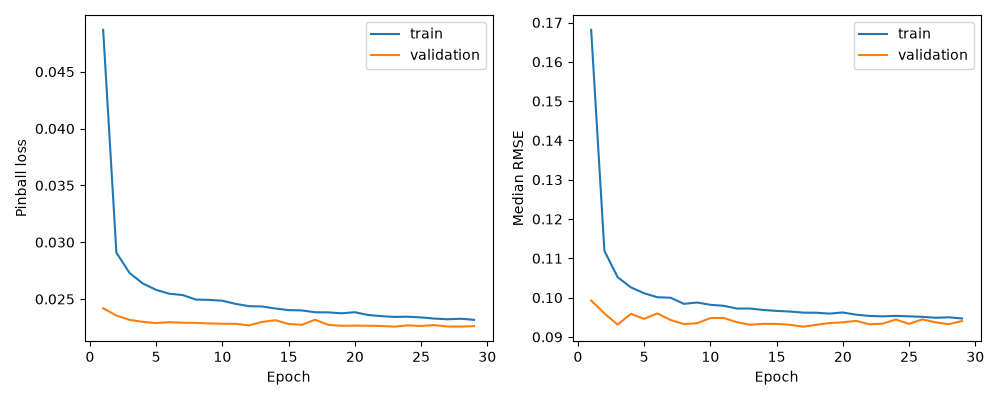 train
validation
0.045
0.040
0.035
0.030
0.025
Pinball loss
0 5 10 15 20 25 30
Epoch
train
validation
0.17
0.16
0.15
0.14
0.13
0.12
0.11
0.10
0.09
Median RMSE
0 5 10 15 20 25 30
Epoch